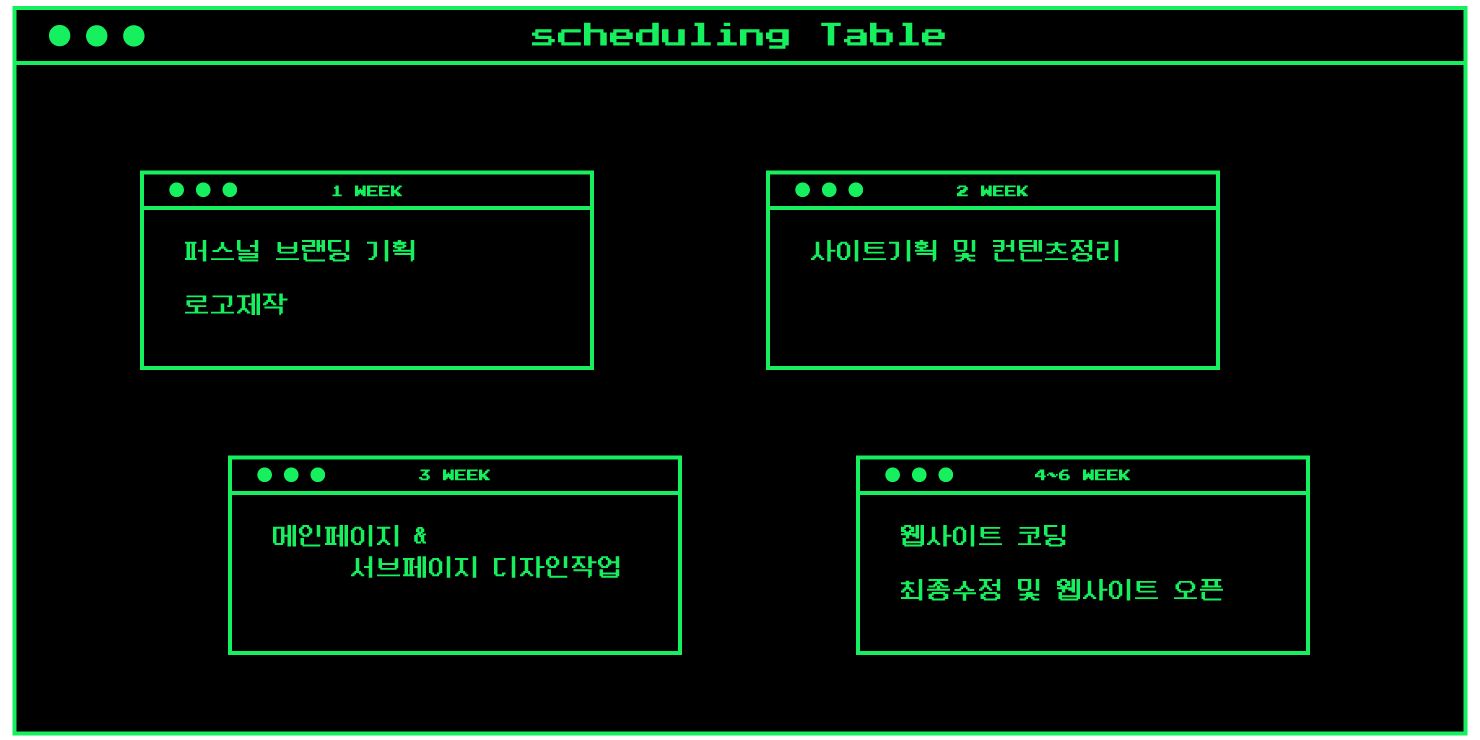 scheduling Table
1 WEEK
퍼스널 브랜딩 기획
로고제작
2 WEEK
사이트기획 및 컨텐츠정리
3 WEEK
메인페이지 &
서브페이지 디자인작업
4~6 WEEK
웹사이트 코딩
최종수정 및 웹사이트 오픈